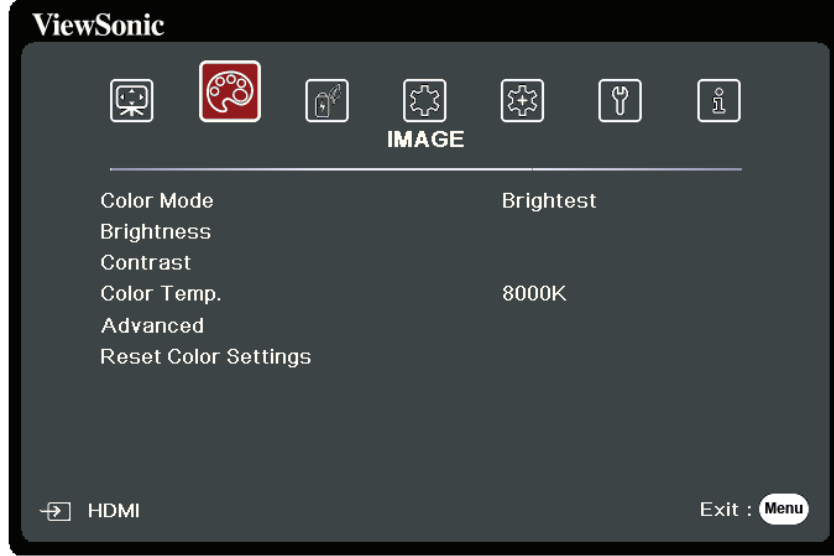 ViewSonic
IMAGE
Color Mode Brightest
Brightness
Contrast
Color Temp. 8000K
Advanced
Reset Color Settings
HDMI Exit : Menu